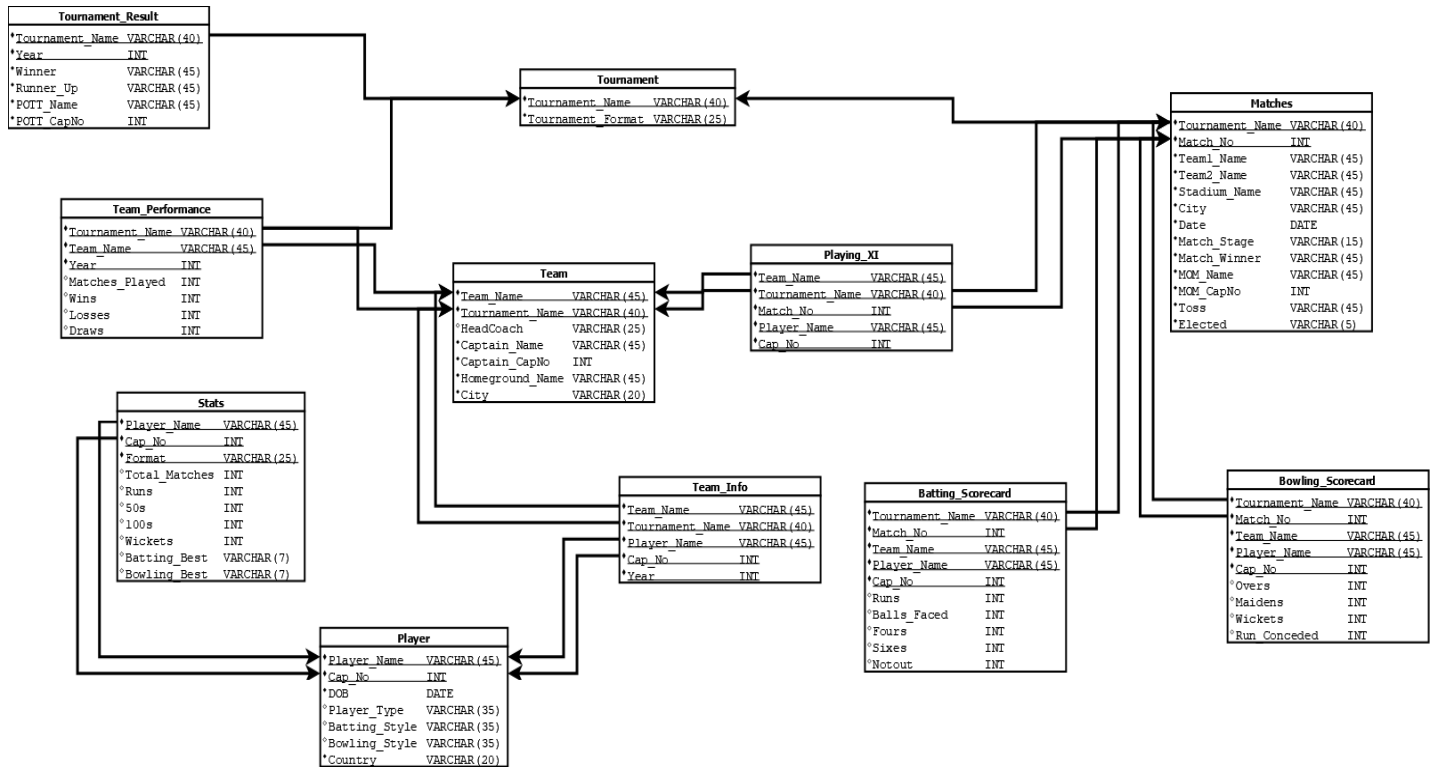 Tournament_Result
Tournament_Name VARCHAR(40)
Year INT
Winner VARCHAR(45)
Runner_Up VARCHAR(45)
POTT_Name VARCHAR(45)
POTT_CapNo INT
Tournament
Tournament_Name VARCHAR(40)
Tournament_Format VARCHAR(25)
Matches
Tournament_Name VARCHAR(40)
Match_No INT
Team1_Name VARCHAR(45)
Team2_Name VARCHAR(45)
Stadium_Name VARCHAR(45)
City VARCHAR(45)
Date DATE
Match_Stage VARCHAR(15)
Match_Winner VARCHAR(45)
MOM_Name VARCHAR(45)
MOM_CapNo INT
Toss VARCHAR(45)
Elected VARCHAR(5)
Team_Performance
Tournament_Name VARCHAR(40)
Team_Name VARCHAR(45)
Year INT
Matches_Played INT
Wins INT
Losses INT
Draws INT
Team
Team_Name VARCHAR(45)
Tournament_Name VARCHAR(40)
HeadCoach VARCHAR(25)
Captain_Name VARCHAR(45)
Captain_CapNo INT
Homeground_Name VARCHAR(45)
City VARCHAR(20)
Playing_XI
Team_Name VARCHAR(45)
Tournament_Name VARCHAR(40)
Match_No INT
Player_Name VARCHAR(45)
Cap_No INT
Stats
Player_Name VARCHAR(45)
Cap_No INT
Format VARCHAR(25)
Total_Matches INT
Runs INT
50s INT
100s INT
Wickets INT
Batting_Best VARCHAR(7)
Bowling_Best VARCHAR(7)
Team_Info
Team_Name VARCHAR(45)
Tournament_Name VARCHAR(40)
Player_Name VARCHAR(45)
Cap_No INT
Year INT
Batting_Scorecard
Tournament_Name VARCHAR(40)
Match_No INT
Team_Name VARCHAR(45)
Player_Name VARCHAR(45)
Cap_No INT
Runs INT
Balls_Faced INT
Fours INT
Sixes INT
Notout INT
Bowling_Scorecard
Tournament_Name VARCHAR(40)
Match_No INT
Team_Name VARCHAR(45)
Player_Name VARCHAR(45)
Cap_No INT
Overs INT
Maidens INT
Wickets INT
Run_Conceded INT
Player
Player_Name VARCHAR(45)
Cap_No INT
DOB DATE
Player_Type VARCHAR(35)
Batting_Style VARCHAR(35)
Bowling_Style VARCHAR(35)
Country VARCHAR(20)